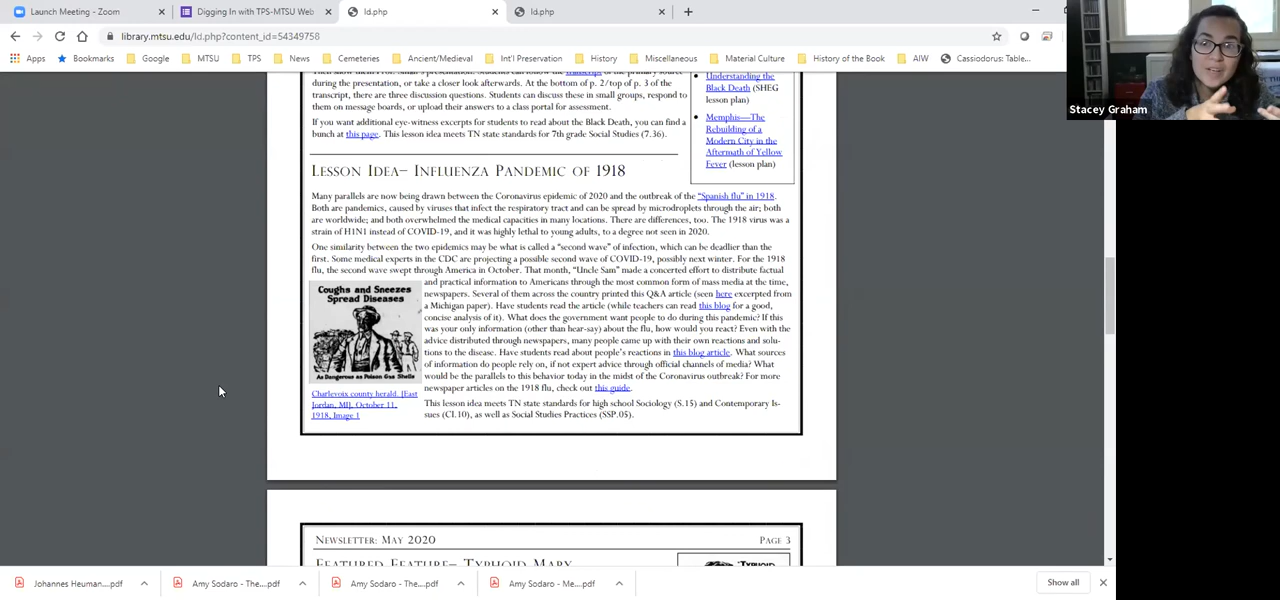 Launch Meeting - Zoom
Digging In with TPS-MTSU Web
ld.php
ld.php
library.mtsu.edu/ld.php?content_id=54349758
Apps Bookmarks Google MTSU TPS News Cemeteries Ancient/Medieval Int'l Preservation History Miscellaneous Material Culture History of the Book AIW Cassiodorus: Table...
Stacey Graham
during the presentation, or take a closer look afterwards. At the bottom of p. 2/top of p. 3 of the
transcript, there are three discussion questions. Students can discuss these in small groups, respond to
them on message boards, or upload their answers to a class portal for assessment.
If you want additional eye-witness excerpts for students to read about the Black Death, you can find a
bunch at this page. This lesson idea meets TN state standards for 7th grade Social Studies (7.36).
Understanding the
Black Death (SHEG
lesson plan)
Memphis—The
Rebuilding of a
Modern City in the
Aftermath of Yellow
Fever (lesson plan)
Lesson Idea– Influenza Pandemic of 1918
Many parallels are now being drawn between the Coronavirus epidemic of 2020 and the outbreak of the “Spanish flu” in 1918.
Both are pandemics, caused by viruses that infect the respiratory tract and can be spread by microdroplets through the air; both
are worldwide; and both overwhelmed the medical capacities in many locations. There are differences, too. The 1918 virus was a
strain of H1N1 instead of COVID-19, and it was highly lethal to young adults, to a degree not seen in 2020.
One similarity between the two epidemics may be what is called a “second wave” of infection, which can be deadlier than the
first. Some medical experts in the CDC are projecting a possible second wave of COVID-19, possibly next winter. For the 1918
flu, the second wave swept through America in October. That month, “Uncle Sam” made a concerted effort to distribute factual
and practical information to Americans through the most common form of mass media at the time,
newspapers. Several of them across the country printed this Q&A article (seen here excerpted from
a Michigan paper). Have students read the article (while teachers can read this blog for a good,
concise analysis of it). What does the government want people to do during this pandemic? If this
was your only information (other than hear-say) about the flu, how would you react? Even with the
advice distributed through newspapers, many people came up with their own reactions and solu-
tions to the disease. Have students read about people's reactions in this blog article. What sources
of information do people rely on, if not expert advice through official channels of media? What
would be the parallels to this behavior today in the midst of the Coronavirus outbreak? For more
newspaper articles on the 1918 flu, check out this guide.
This lesson idea meets TN state standards for high school Sociology (S.15) and Contemporary Is-
sues (CI.10), as well as Social Studies Practices (SSP.05).
Coughs and Sneezes
Spread Diseases
As Dangerous as Poison Gas Shells
Charlevoix county herald. [East
Jordan, MI], October 11,
1918, Image 1
Newsletter: May 2020 Page 3
Featured Feature– Typhoid Mary
Johannes Heuman....pdf
Amy Sodaro - The....pdf
Amy Sodaro - The....pdf
Amy Sodaro - Me....pdf
Show all